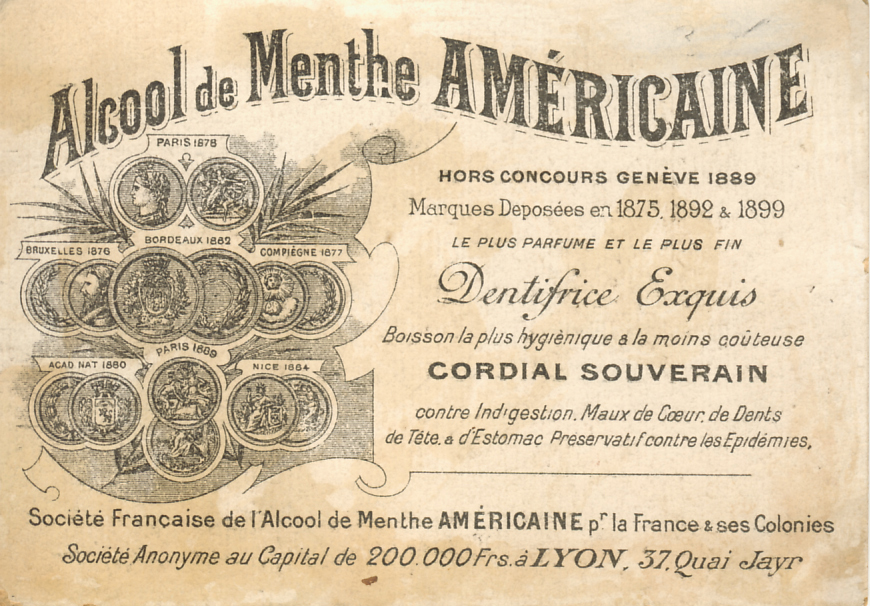 Alcool de Menthe AMÉRICAINE
PARIS 1878
BRUXELLES 1876
BORDEAUX 1882
COMPIÈGNE 1877
PARIS 1889
ACAD NAT 1880
NICE 1884
HORS CONCOURS GENÈVE 1889
Marques Deposées en 1875, 1892 & 1899
LE PLUS PARFUME ET LE PLUS FIN
Dentifrice Exquis
Boisson la plus hygiènique & la moins coûteuse
CORDIAL SOUVERAIN
contre Indigestion, Maux de Cœur, de Dents
de Tête, & d'Estomac Preservatif contre les Epidémies,
Société Française de l'Alcool de Menthe AMÉRICAINE pr la France & ses Colonies
Société Anonyme au Capital de 200.000 Frs. à LYON, 37, Quai Jayr